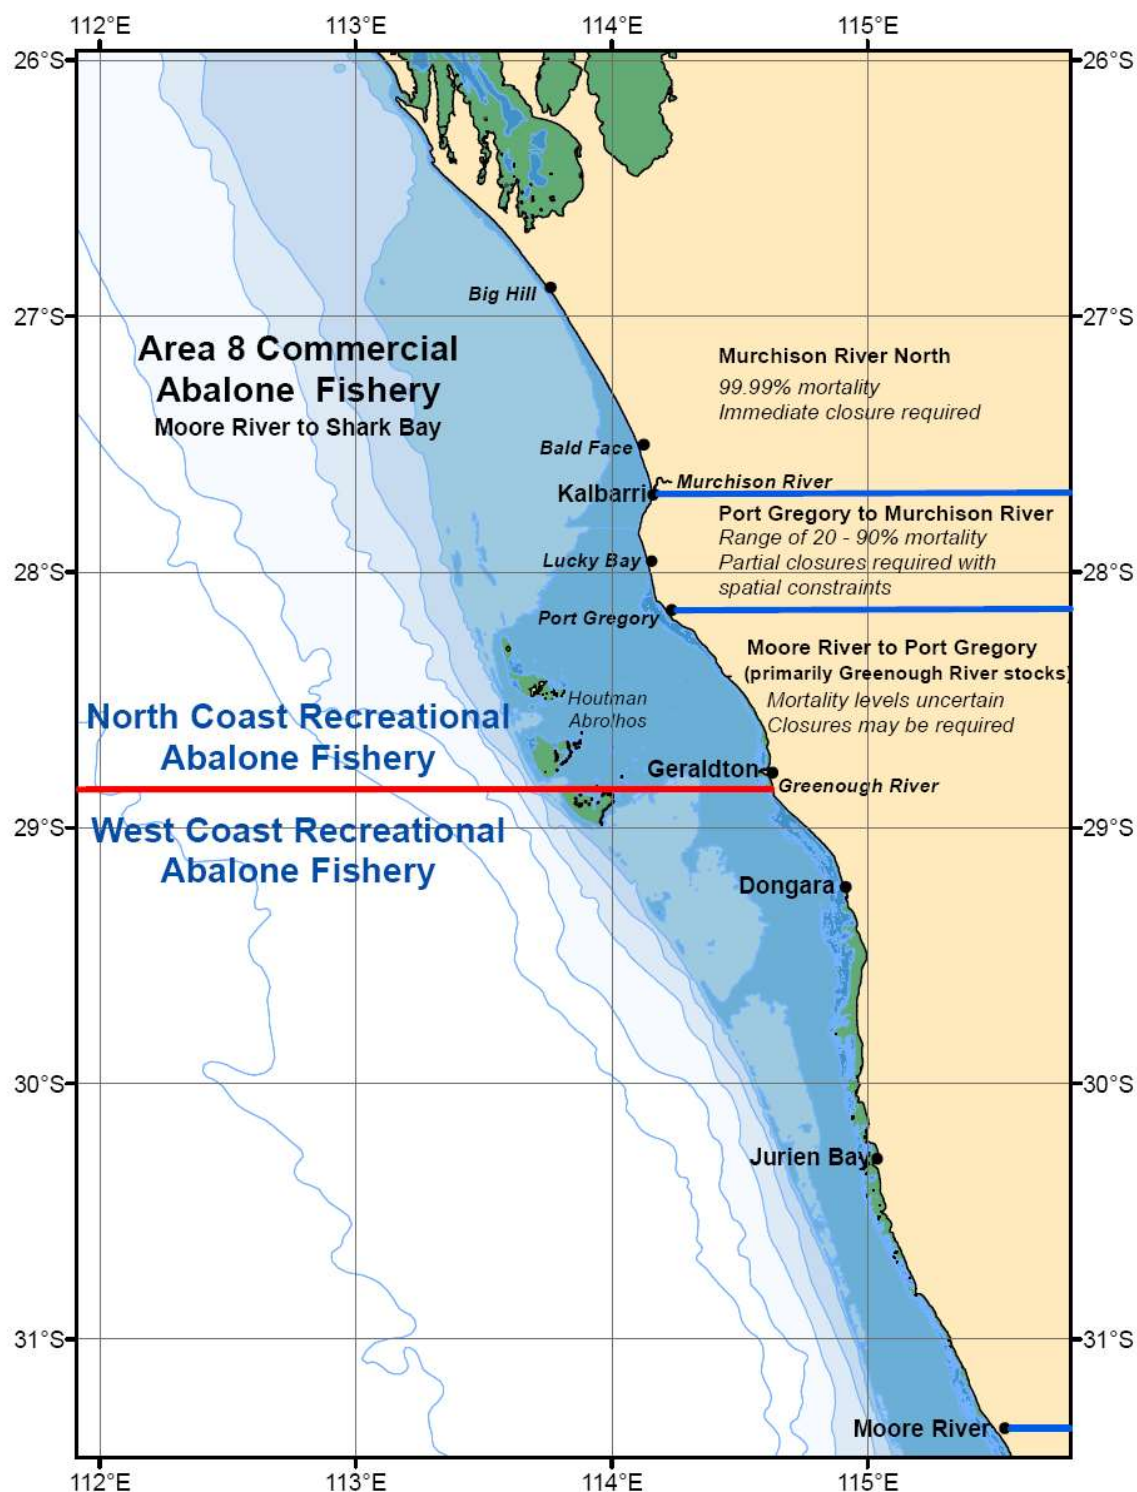 112°E 113°E 114°E 115°E
26°S 26°S
Big Hill
27°S 27°S
Area 8 Commercial
Abalone Fishery
Moore River to Shark Bay
Murchison River North
99.99% mortality
Immediate closure required
Bald Face
Murchison River
Kalbarri
Port Gregory to Murchison River
Range of 20 - 90% mortality
Partial closures required with
spatial constraints
Lucky Bay
28°S 28°S
Port Gregory
Moore River to Port Gregory
(primarily Greenough River stocks)
Mortality levels uncertain
Closures may be required
Houtman
Abrolhos
North Coast Recreational
Abalone Fishery
Geraldton
Greenough River
29°S 29°S
West Coast Recreational
Abalone Fishery
Dongara
30°S 30°S
Jurien Bay
31°S 31°S
Moore River
112°E 113°E 114°E 115°E